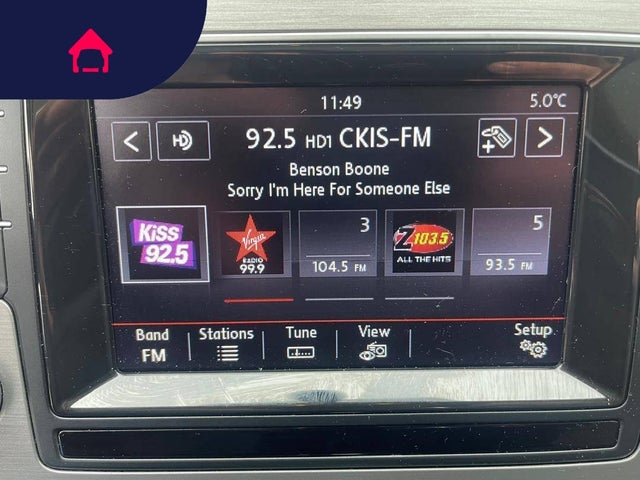 11:49
5.0°C
HD
92.5 HD1 CKIS-FM
Benson Boone
Sorry I'm Here For Someone Else
KiSS
92.5
Virgin
RADIO
99.9
3
104.5 FM
Z103.5
ALL THE HITS
5
93.5 FM
Band
FM
Stations
Tune
View
Setup